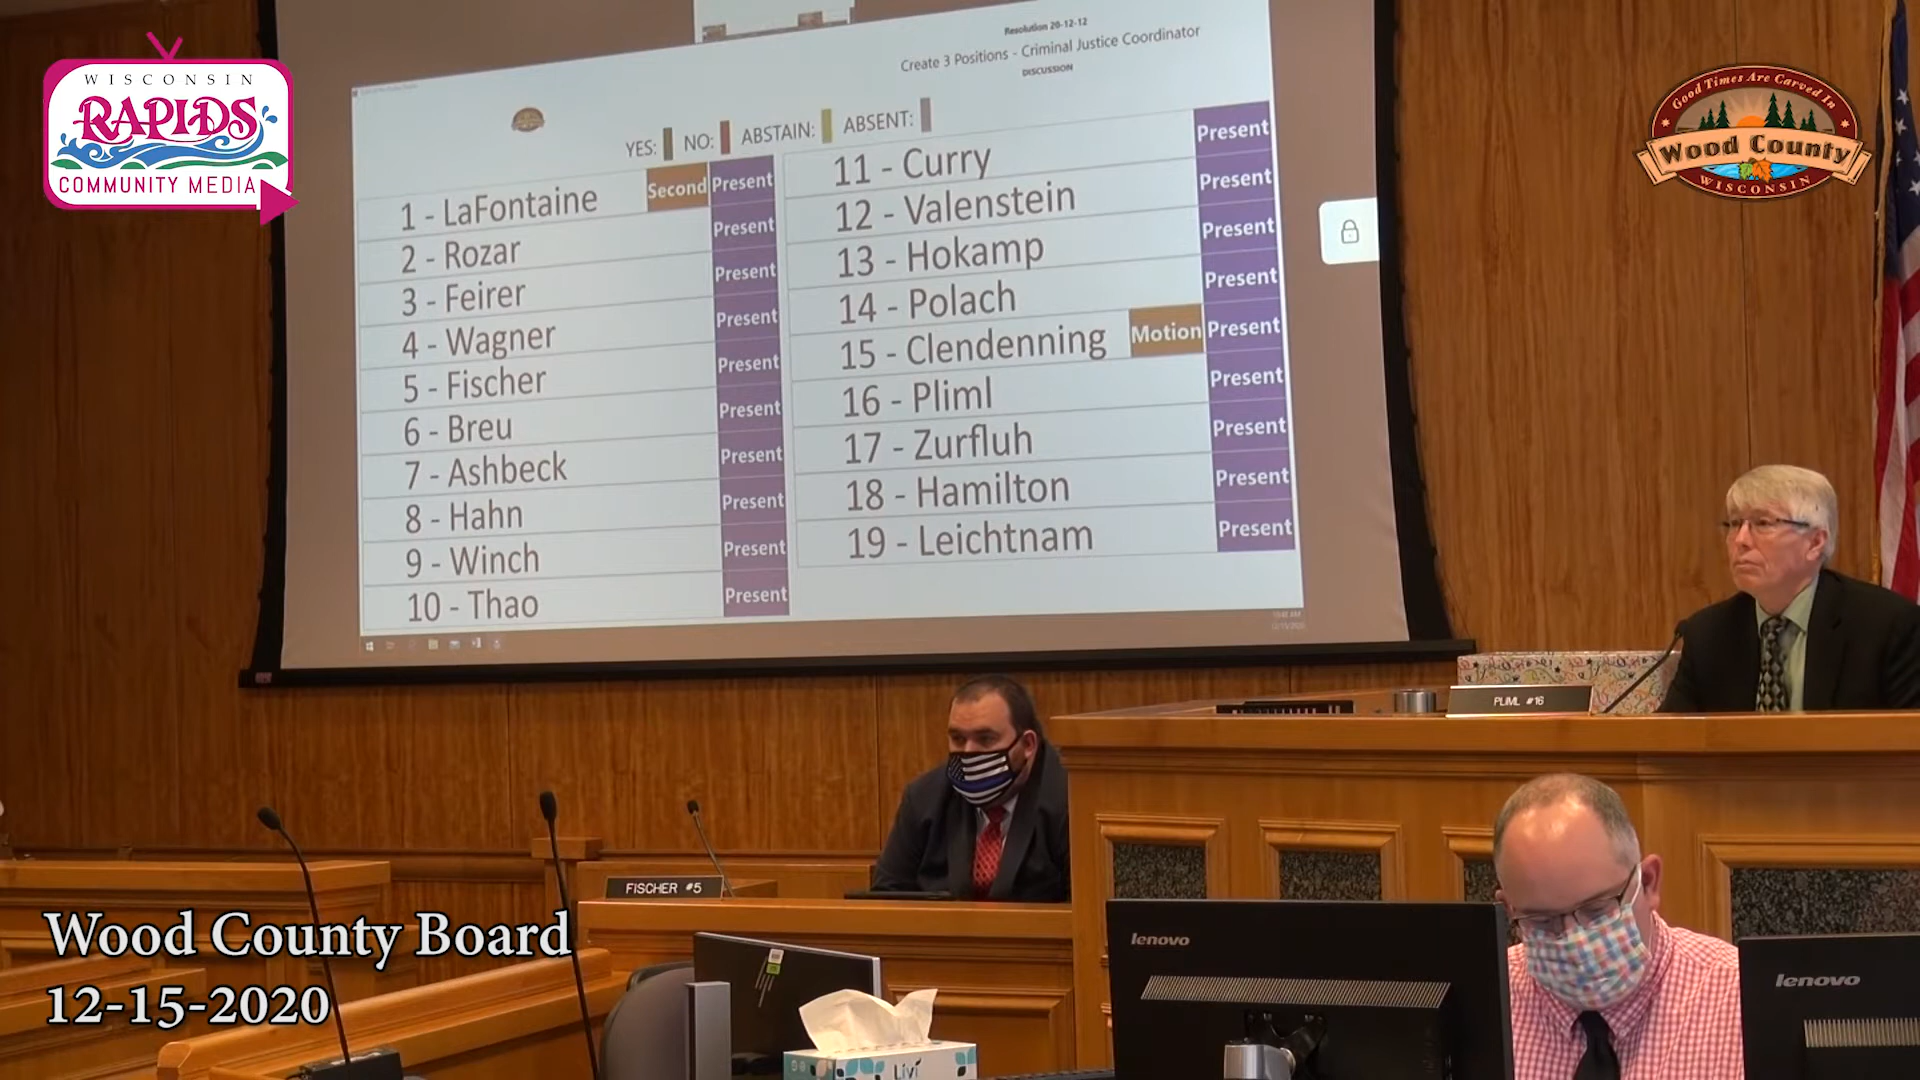 WISCONSIN
RAPIDS
COMMUNITY MEDIA
Resolution 20-12-12
Create 3 Positions - Criminal Justice Coordinator
DISCUSSION
YES: NO: ABSTAIN: ABSENT:
1 - LaFontaine Second Present
2 - Rozar Present
3 - Feirer Present
4 - Wagner Present
5 - Fischer Present
6 - Breu Present
7 - Ashbeck Present
8 - Hahn Present
9 - Winch Present
10 - Thao Present
11 - Curry Present
12 - Valenstein Present
13 - Hokamp Present
14 - Polach Present
15 - Clendenning Motion Present
16 - Pliml Present
17 - Zurfluh Present
18 - Hamilton Present
19 - Leichtnam Present
Good Times Are Carved In
Wood County
WISCONSIN
PLIML #16
FISCHER #5
lenovo
lenovo
Livi
Wood County Board
12-15-2020